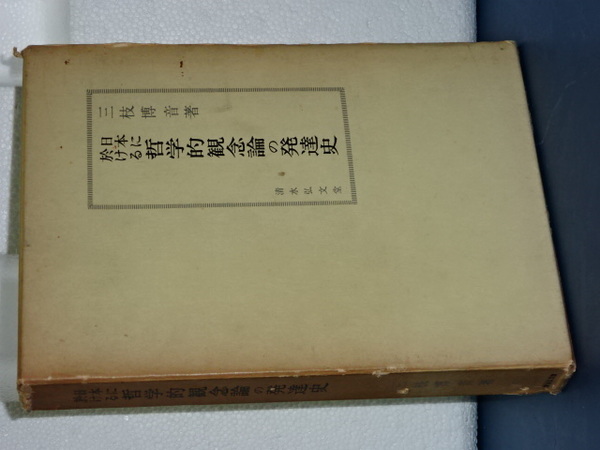 三枝博音著
日本に於ける哲学的観念論の発達史
清水弘文堂
日本に於ける哲学的観念論の発達史